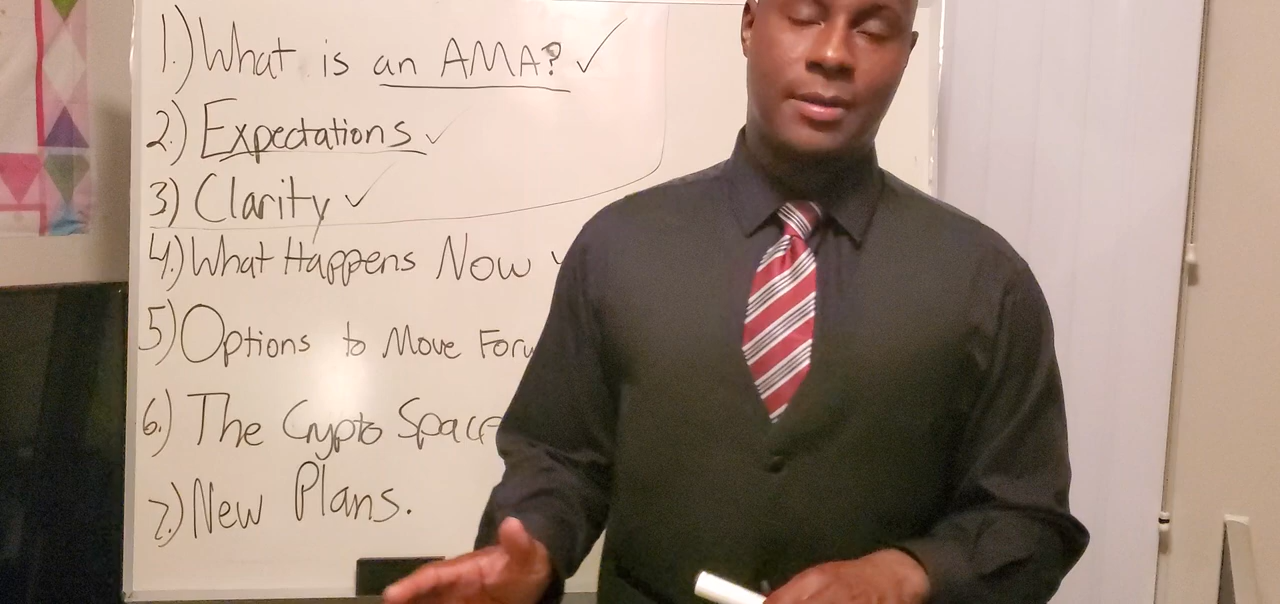 1.) What is an AMA? ✓
2.) Expectations ✓
3) Clarity ✓
4.) What Happens Now
5) Options to Move
6.) The Crypto Space
7.) New Plans.